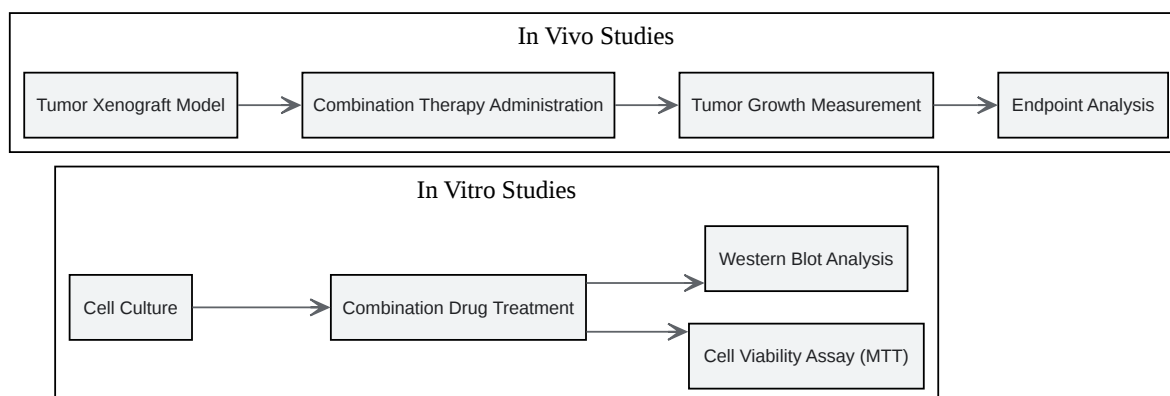 In Vivo Studies
Tumor Xenograft Model
Combination Therapy Administration
Tumor Growth Measurement
Endpoint Analysis
In Vitro Studies
Western Blot Analysis
Cell Culture
Combination Drug Treatment
Cell Viability Assay (MTT)